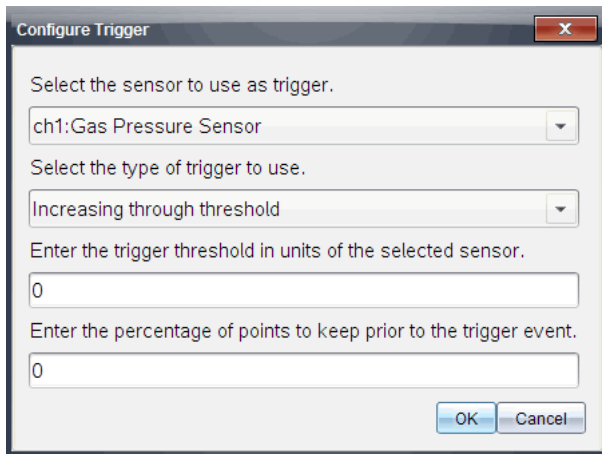 Configure Trigger
x
Select the sensor to use as trigger.
ch1:Gas Pressure Sensor
Select the type of trigger to use.
Increasing through threshold
Enter the trigger threshold in units of the selected sensor.
0
Enter the percentage of points to keep prior to the trigger event.
0
OK Cancel